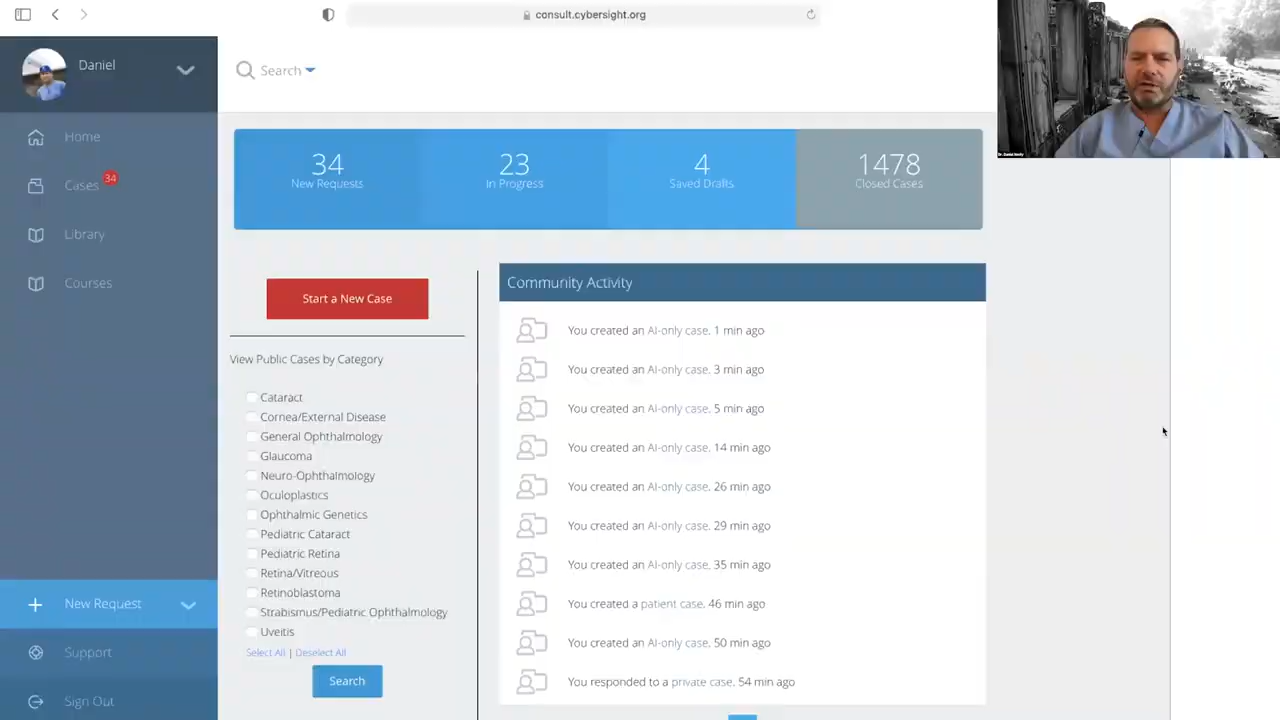 consult.cybersight.org
Daniel
Search
Home
Cases 34
Library
Courses
New Request
Support
Sign Out
34
New Requests
23
In Progress
4
Saved Drafts
1478
Closed Cases
Start a New Case
View Public Cases by Category
Cataract
Cornea/External Disease
General Ophthalmology
Glaucoma
Neuro-Ophthalmology
Oculoplastics
Ophthalmic Genetics
Pediatric Cataract
Pediatric Retina
Retina/Vitreous
Retinoblastoma
Strabismus/Pediatric Ophthalmology
Uveitis
Select All | Deselect All
Search
Community Activity
You created an AI-only case. 1 min ago
You created an AI-only case. 3 min ago
You created an AI-only case. 5 min ago
You created an AI-only case. 14 min ago
You created an AI-only case. 26 min ago
You created an AI-only case. 29 min ago
You created an AI-only case. 35 min ago
You created a patient case. 46 min ago
You created an AI-only case. 50 min ago
You responded to a private case. 54 min ago